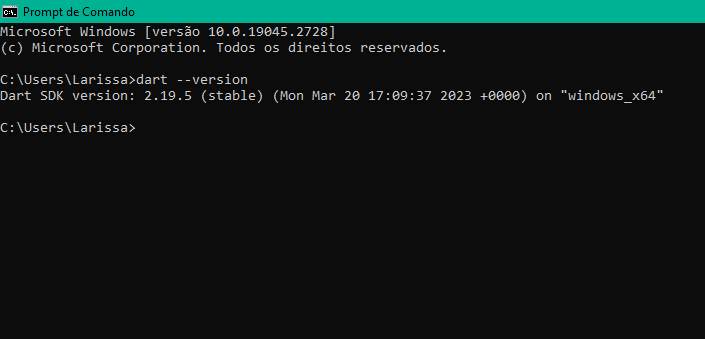 Prompt de Comando
Microsoft Windows [versão 10.0.19045.2728]
(c) Microsoft Corporation. Todos os direitos reservados.
C:\Users\Larissa>dart --version
Dart SDK version: 2.19.5 (stable) (Mon Mar 20 17:09:37 2023 +0000) on "windows_x64"
C:\Users\Larissa>